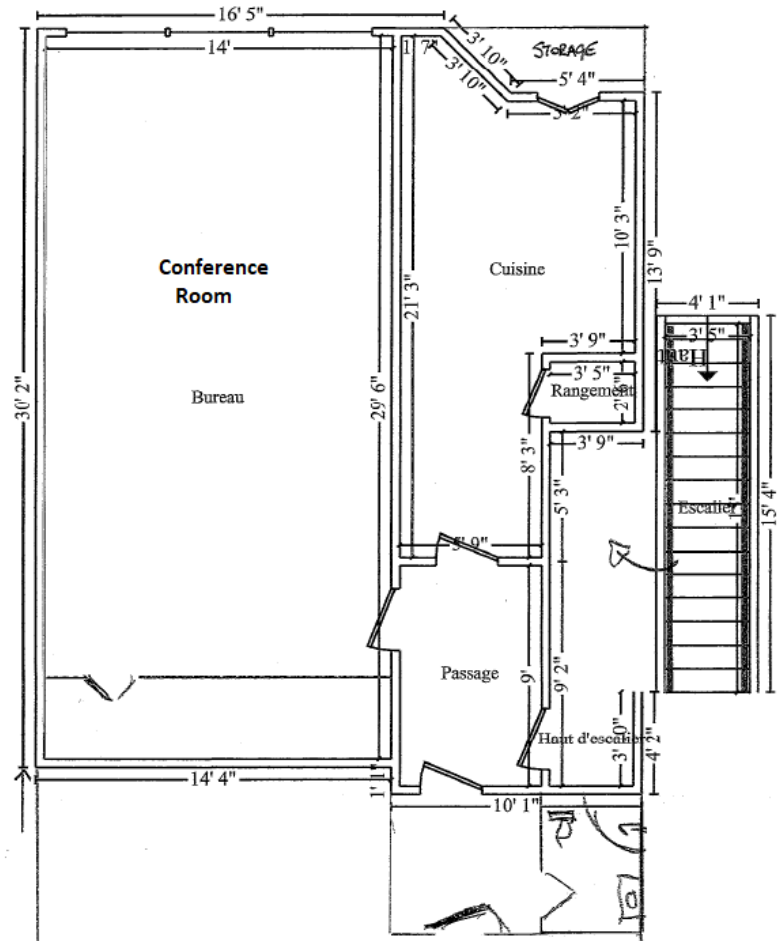 16' 5"
14'
1' 7"
3' 10"
3' 10"
STORAGE
5' 4"
5' 2"
Conference
Room
Bureau
30' 2"
29' 6"
21' 3"
Cuisine
10' 3"
13' 9"
3' 9"
3' 5"
Rangement
2' 6"
3' 9"
8' 3"
5' 3"
5' 9"
4' 1"
3' 5"
Haut
Escalier
15' 4"
Passage
9'
9' 2"
Haut d'escalier
4' 2"
14' 4"
1' 1"
10' 1"